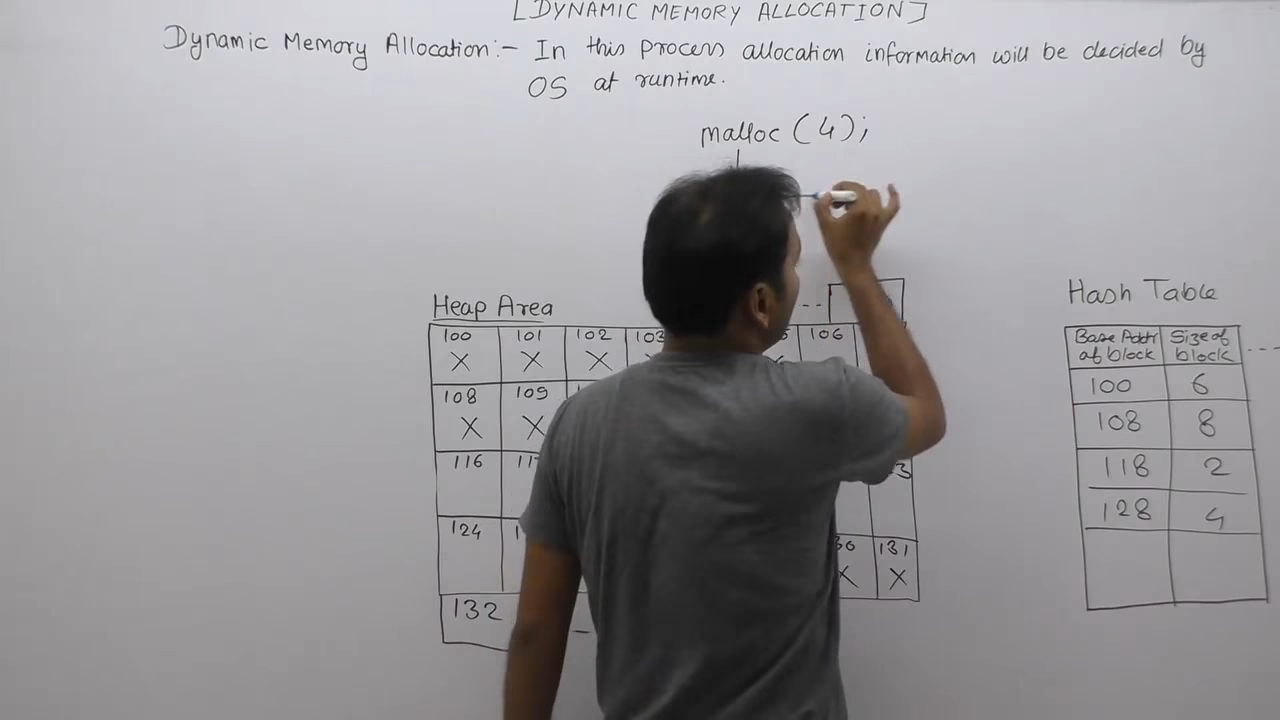 [DYNAMIC MEMORY ALLOCATION]
Dynamic Memory Allocation:- In this process allocation information will be decided by
OS at runtime.
malloc (4);
Heap Area
Hash Table
100 101 102 103 106
X X X
108 109
X X
116
124
130 131
X X
132
Base Addr of block Size of block
100 6
108 8
118 2
128 4